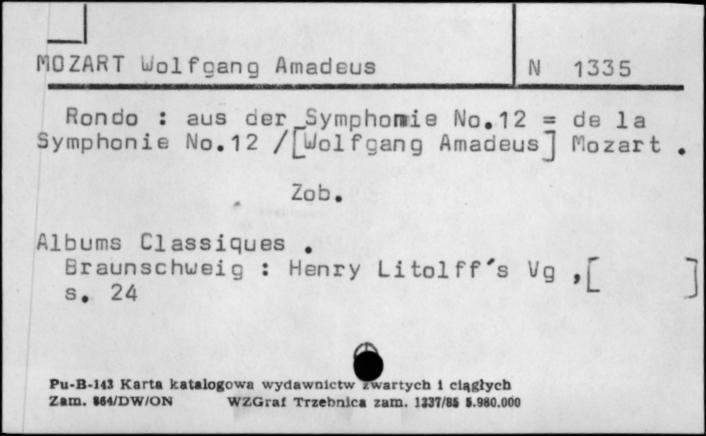 MOZART Wolfgang Amadeus N 1335
Rondo : aus der Symphonie No.12 = de la
Symphonie No.12 /[Wolfgang Amadeus] Mozart .
Zob.
Albums Classiques .
Braunschweig : Henry Litolff's Vg ,[ ]
s. 24
Pu-B-143 Karta katalogowa wydawnictw zwartych i ciągłych
Zam. 864/DW/ON WZGraf Trzebnica zam. 1337/85 5.980.000